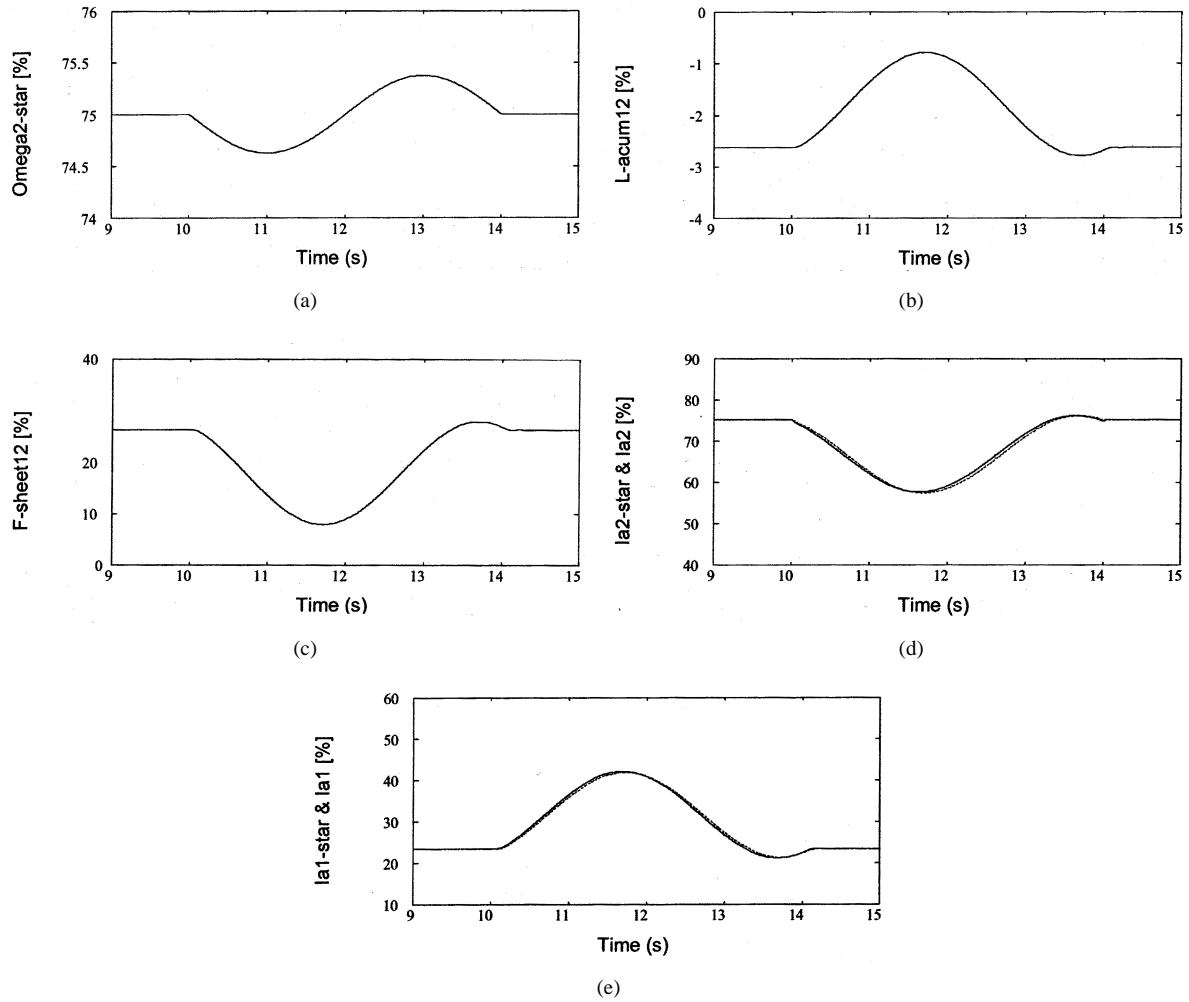 Omega2-star [%]
76
75.5
75
74.5
74
9 10 11 12 13 14 15
Time (s)
(a)
L-acum12 [%]
0
-1
-2
-3
-4
9 10 11 12 13 14 15
Time (s)
(b)
F-sheet12 [%]
40
30
20
10
0
9 10 11 12 13 14 15
Time (s)
(c)
Ia2-star & Ia2 [%]
90
80
70
60
50
40
9 10 11 12 13 14 15
Time (s)
(d)
Ia1-star & Ia1 [%]
60
50
40
30
20
10
9 10 11 12 13 14 15
Time (s)
(e)